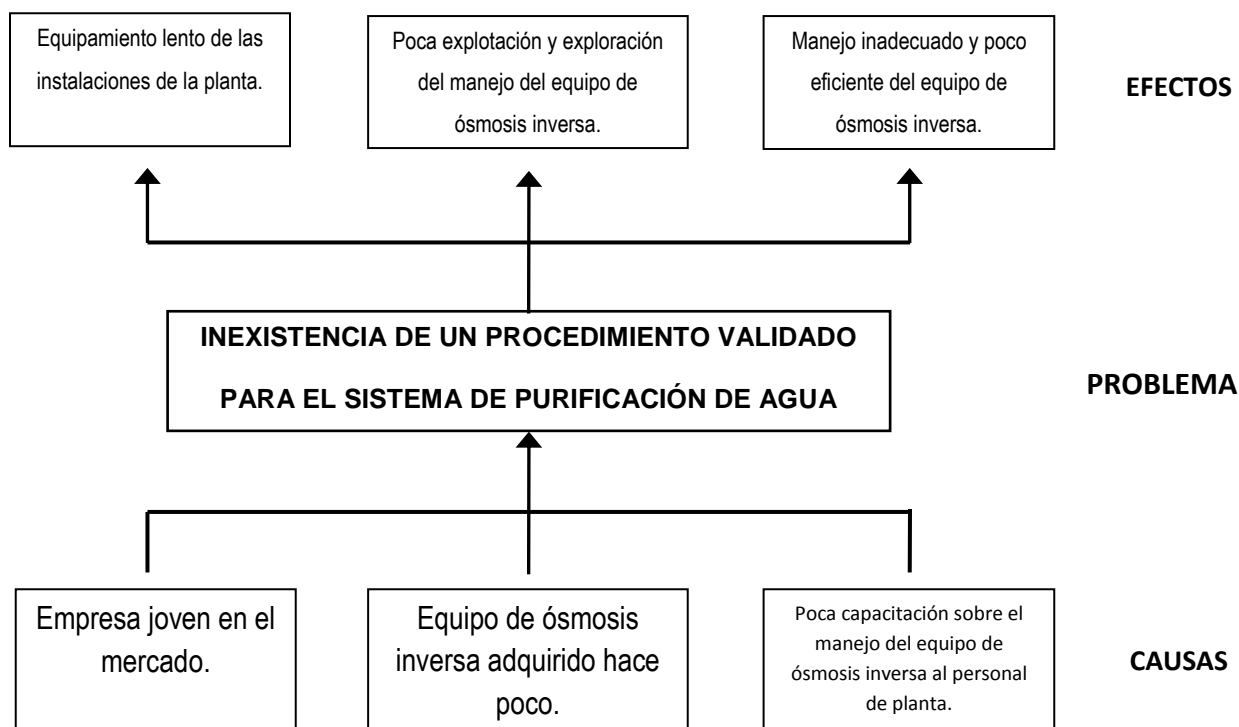 Equipamiento lento de las
instalaciones de la planta.
Poca explotación y exploración
del manejo del equipo de
ósmosis inversa.
Manejo inadecuado y poco
eficiente del equipo de
ósmosis inversa.
EFECTOS
INEXISTENCIA DE UN PROCEDIMIENTO VALIDADO
PARA EL SISTEMA DE PURIFICACIÓN DE AGUA
PROBLEMA
Empresa joven en el
mercado.
Equipo de ósmosis
inversa adquirido hace
poco.
Poca capacitación sobre el
manejo del equipo de
ósmosis inversa al personal
de planta.
CAUSAS